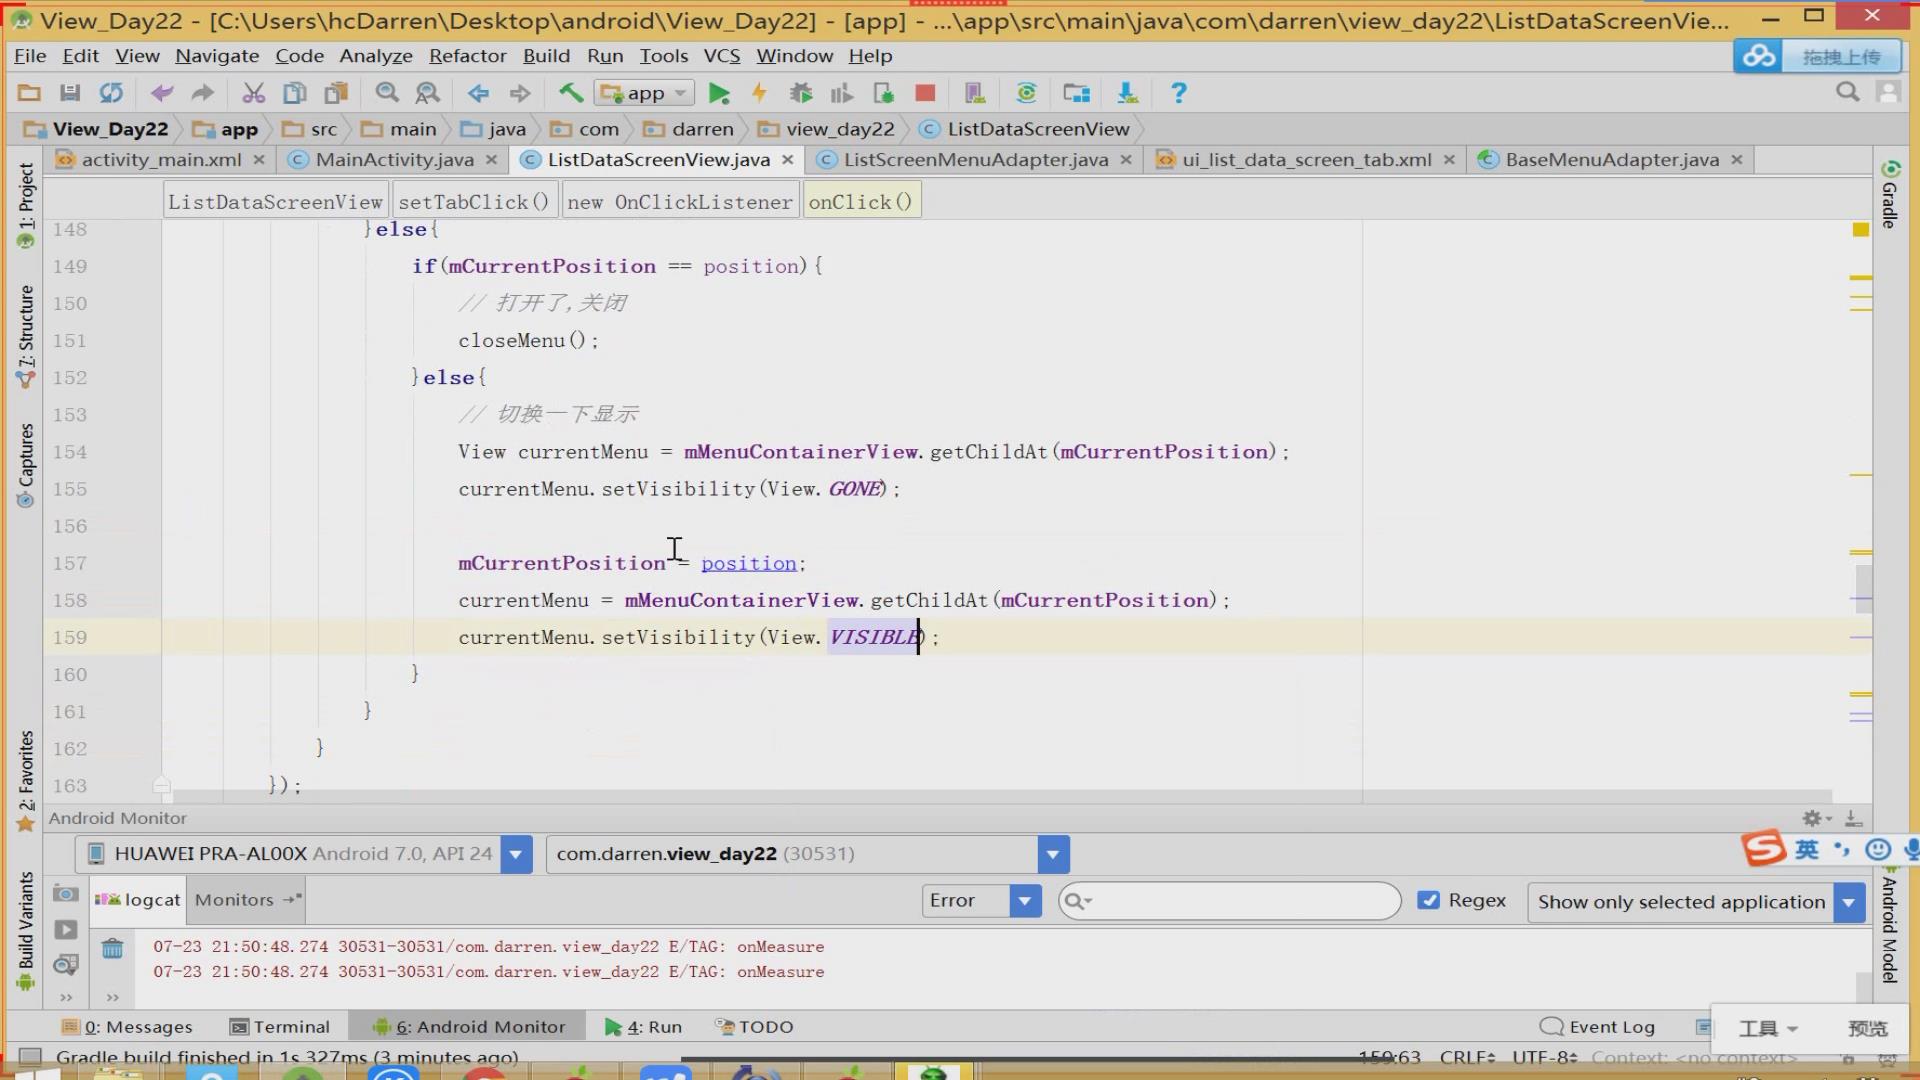 View_Day22 - [C:\Users\hcDarren\Desktop\android\View_Day22] - [app] - ...\app\src\main\java\com\darren\view_day22\ListDataScreenVie...
File Edit View Navigate Code Analyze Refactor Build Run Tools VCS Window Help
拖拽上传
app
View_Day22 app src main java com darren view_day22 ListDataScreenView
activity_main.xml MainActivity.java ListDataScreenView.java ListScreenMenuAdapter.java ui_list_data_screen_tab.xml BaseMenuAdapter.java
ListDataScreenView setTabClick() new OnClickListener onClick()
148 }else{
149 if(mCurrentPosition == position){
150 // 打开了,关闭
151 closeMenu();
152 }else{
153 // 切换一下显示
154 View currentMenu = mMenuContainerView.getChildAt(mCurrentPosition);
155 currentMenu.setVisibility(View.GONE);
156
157 mCurrentPosition = position;
158 currentMenu = mMenuContainerView.getChildAt(mCurrentPosition);
159 currentMenu.setVisibility(View.VISIBLE);
160 }
161 }
162 }
163 });
1: Project
7: Structure
Captures
2: Favorites
Build Variants
Gradle
Android Model
Android Monitor
HUAWEI PRA-AL00X Android 7.0, API 24 com.darren.view_day22 (30531)
英
logcat Monitors Error Regex Show only selected application
07-23 21:50:48.274 30531-30531/com.darren.view_day22 E/TAG: onMeasure
07-23 21:50:48.274 30531-30531/com.darren.view_day22 E/TAG: onMeasure
0: Messages Terminal 6: Android Monitor 4: Run TODO Event Log
工具 预览
Gradle build finished in 1s 327ms (3 minutes ago) 159:63 CRLF UTF-8 Context: <no context>